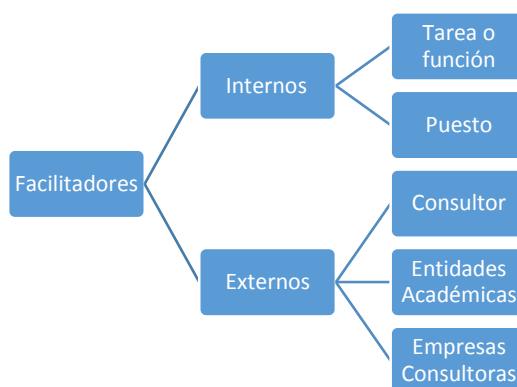 Facilitadores
Internos
Tarea o
función
Puesto
Externos
Consultor
Entidades
Académicas
Empresas
Consultoras